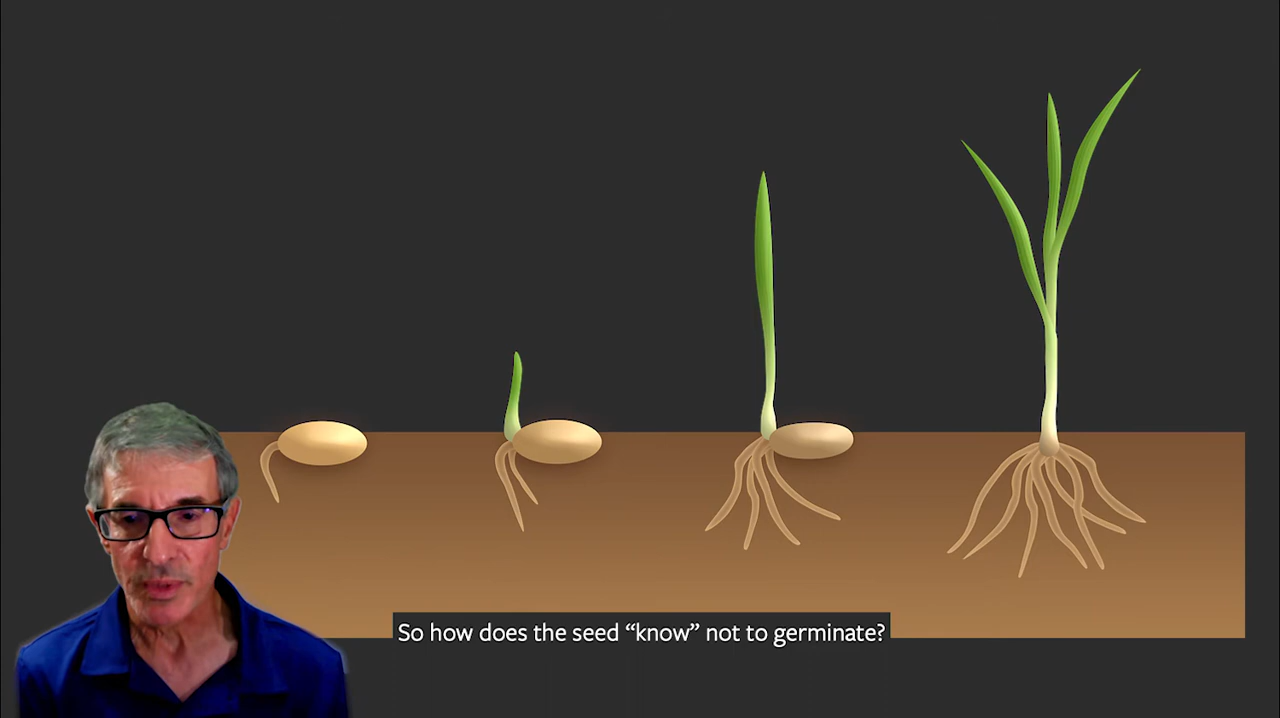 So how does the seed “know” not to germinate?